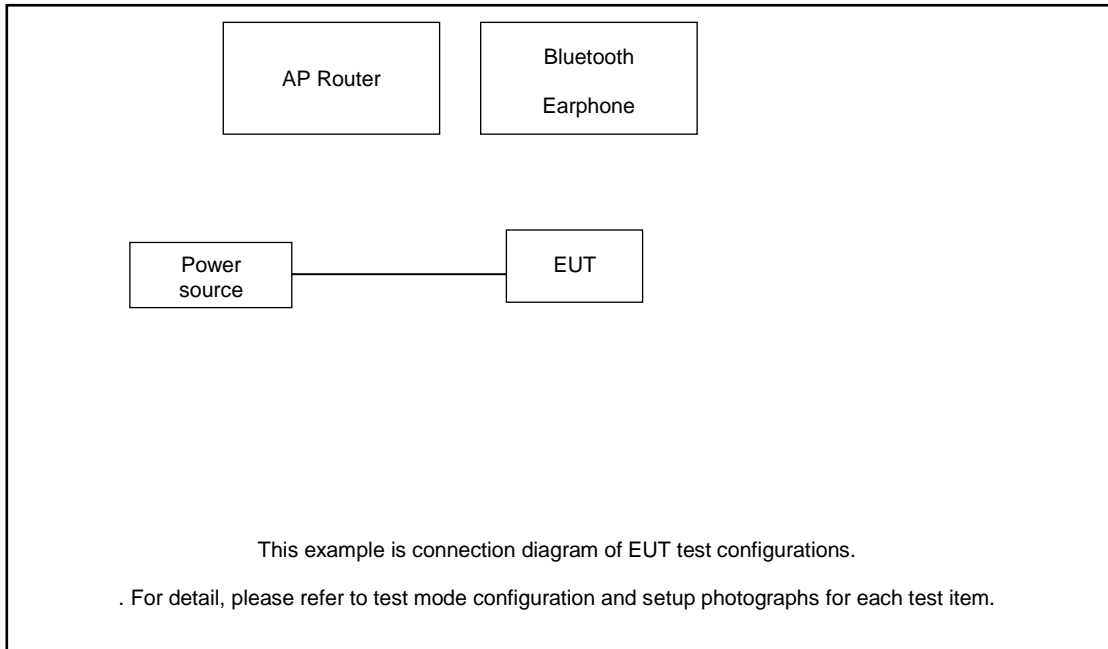 AP Router
Bluetooth
Earphone
Power
source
EUT
This example is connection diagram of EUT test configurations.
. For detail, please refer to test mode configuration and setup photographs for each test item.